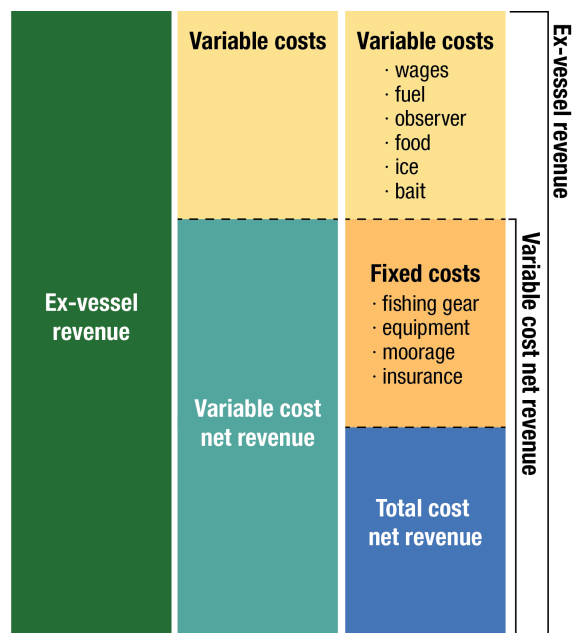 Ex-vessel
revenue
Variable costs
Variable cost
net revenue
Variable costs
· wages
· fuel
· observer
· food
· ice
· bait
Fixed costs
· fishing gear
· equipment
· moorage
· insurance
Total cost
net revenue
Variable cost net revenue
Ex-vessel revenue